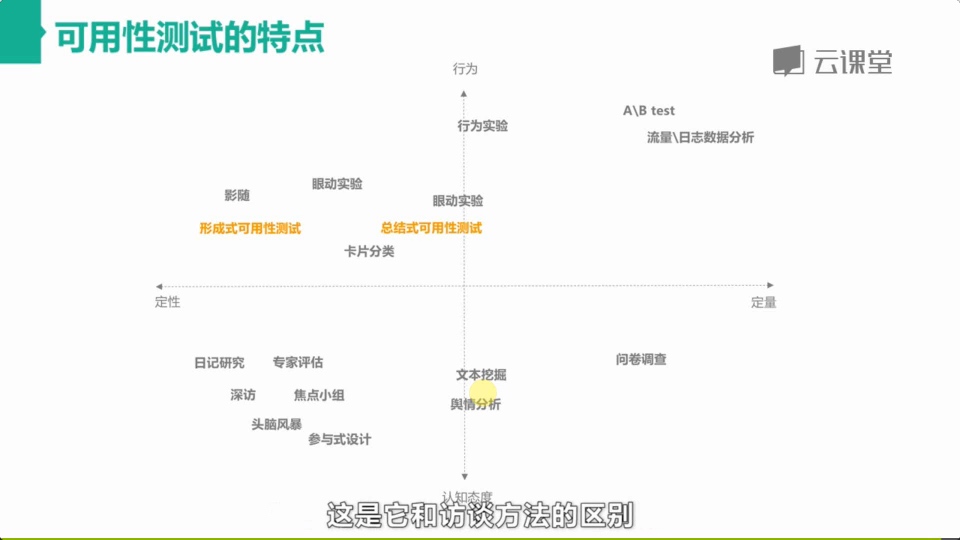 可用性测试的特点
云课堂
行为
A\B test
行为实验
流量\日志数据分析
眼动实验
影随
眼动实验
形成式可用性测试
总结式可用性测试
卡片分类
定性
定量
日记研究
专家评估
问卷调查
文本挖掘
深访
焦点小组
舆情分析
头脑风暴
参与式设计
认知态度
这是它和访谈方法的区别